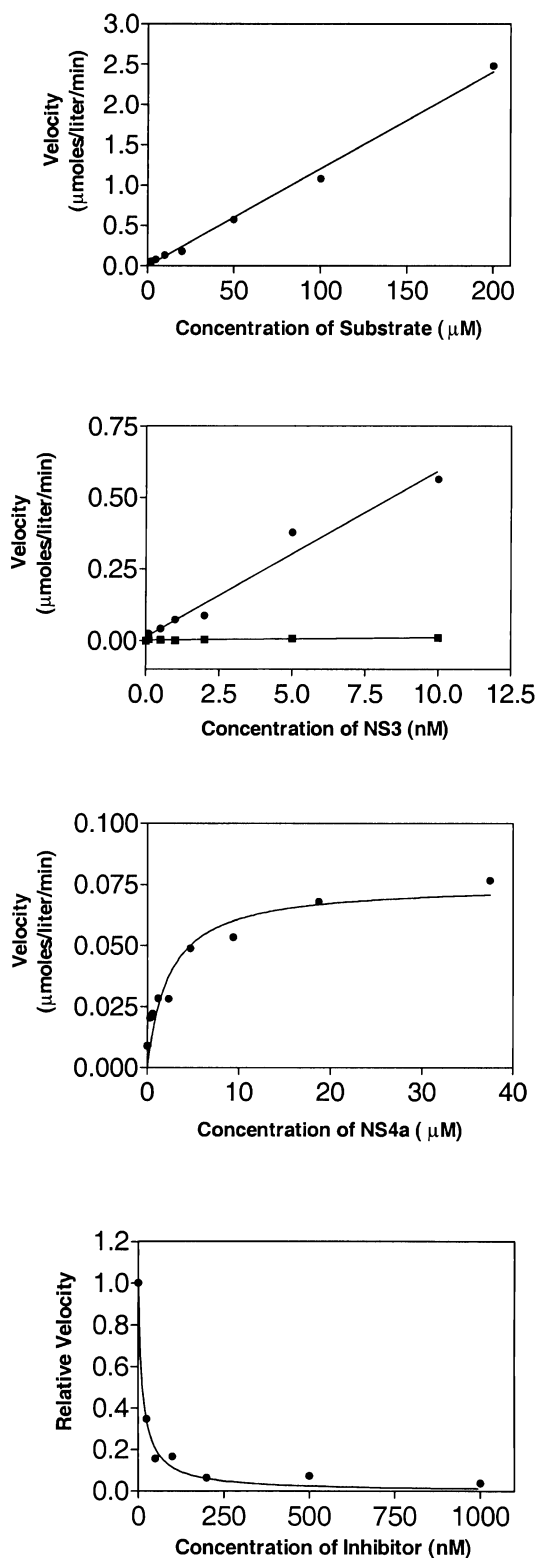 3.0
2.5
2.0
1.5
1.0
0.5
0.0
Velocity
(μmoles/liter/min)
0 50 100 150 200
Concentration of Substrate ( μM)
0.75
0.50
0.25
0.00
Velocity
(μmoles/liter/min)
0.0 2.5 5.0 7.5 10.0 12.5
Concentration of NS3 (nM)
0.100
0.075
0.050
0.025
0.000
Velocity
(μmoles/liter/min)
0 10 20 30 40
Concentration of NS4a ( μM)
1.2
1.0
0.8
0.6
0.4
0.2
0.0
Relative Velocity
0 250 500 750 1000
Concentration of Inhibitor (nM)